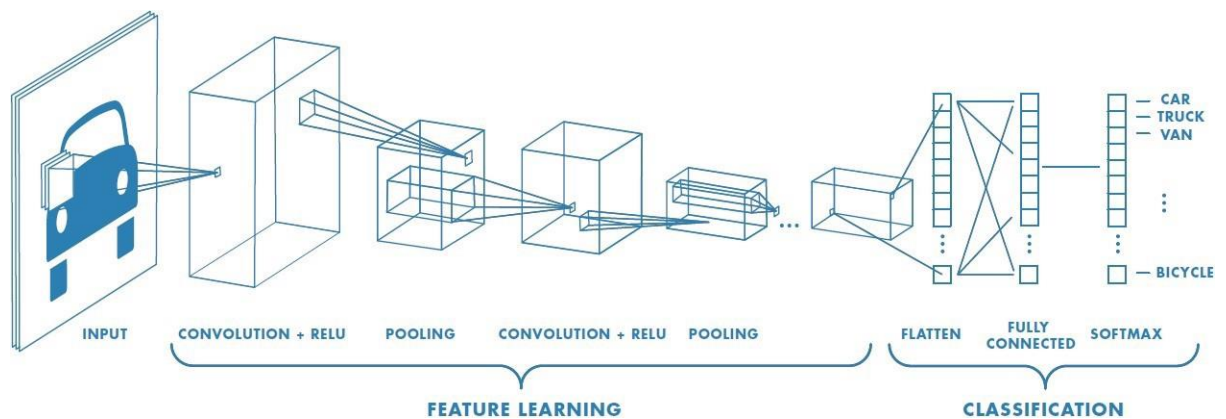 CAR
TRUCK
VAN
BICYCLE
INPUT
CONVOLUTION + RELU
POOLING
CONVOLUTION + RELU
POOLING
FLATTEN
FULLY
CONNECTED
SOFTMAX
FEATURE LEARNING
CLASSIFICATION